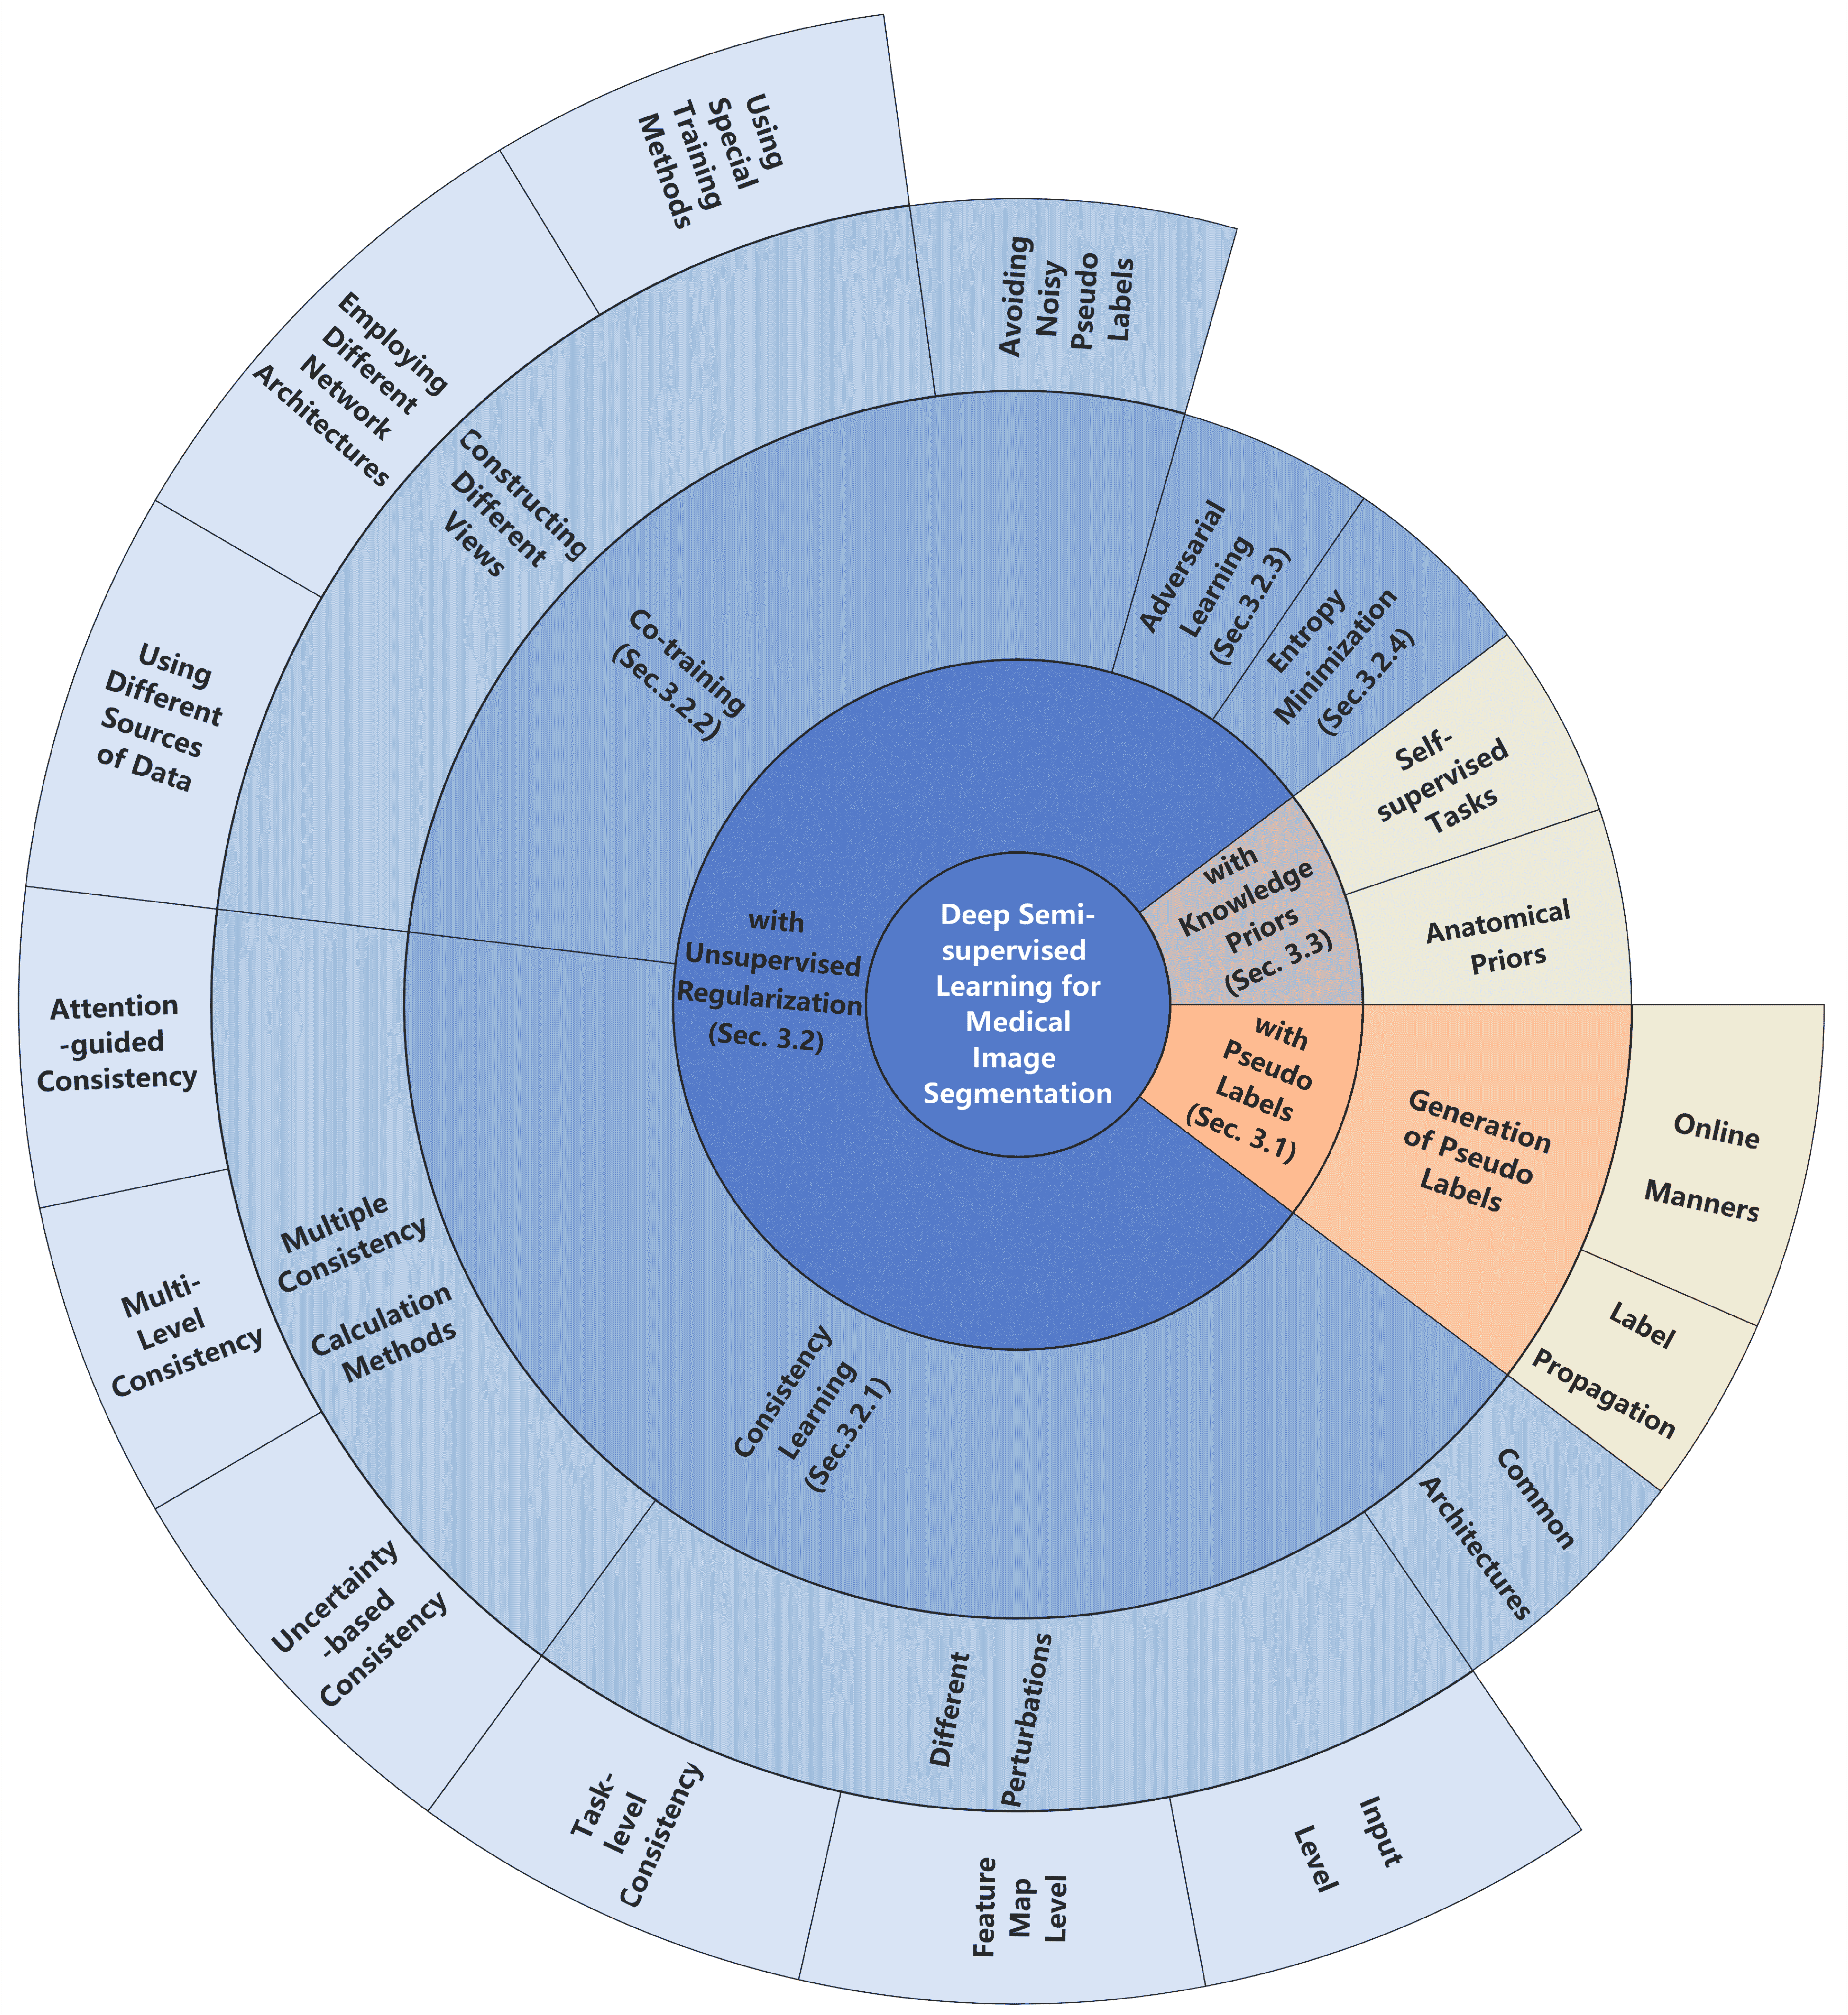 Deep Semi-
supervised
Learning for
Medical
Image
Segmentation
with
Pseudo
Labels
(Sec. 3.1)
Generation
of Pseudo
Labels
Online
Manners
Label
Propagation
with
Unsupervised
Regularization
(Sec. 3.2)
Consistency
Learning
(Sec.3.2.1)
Common
Architectures
Different
Perturbations
Input
Level
Feature
Map
Level
Task-
level
Consistency
Multiple
Consistency
Calculation
Methods
Uncertainty
-based
Consistency
Multi-
Level
Consistency
Attention
-guided
Consistency
Co-training
(Sec.3.2.2)
Constructing
Different
Views
Using
Different
Sources
of Data
Employing
Different
Network
Architectures
Using
Special
Training
Methods
Avoiding
Noisy
Pseudo
Labels
Adversarial
Learning
(Sec.3.2.3)
Entropy
Minimization
(Sec.3.2.4)
with
Knowledge
Priors
(Sec. 3.3)
Self-
supervised
Tasks
Anatomical
Priors